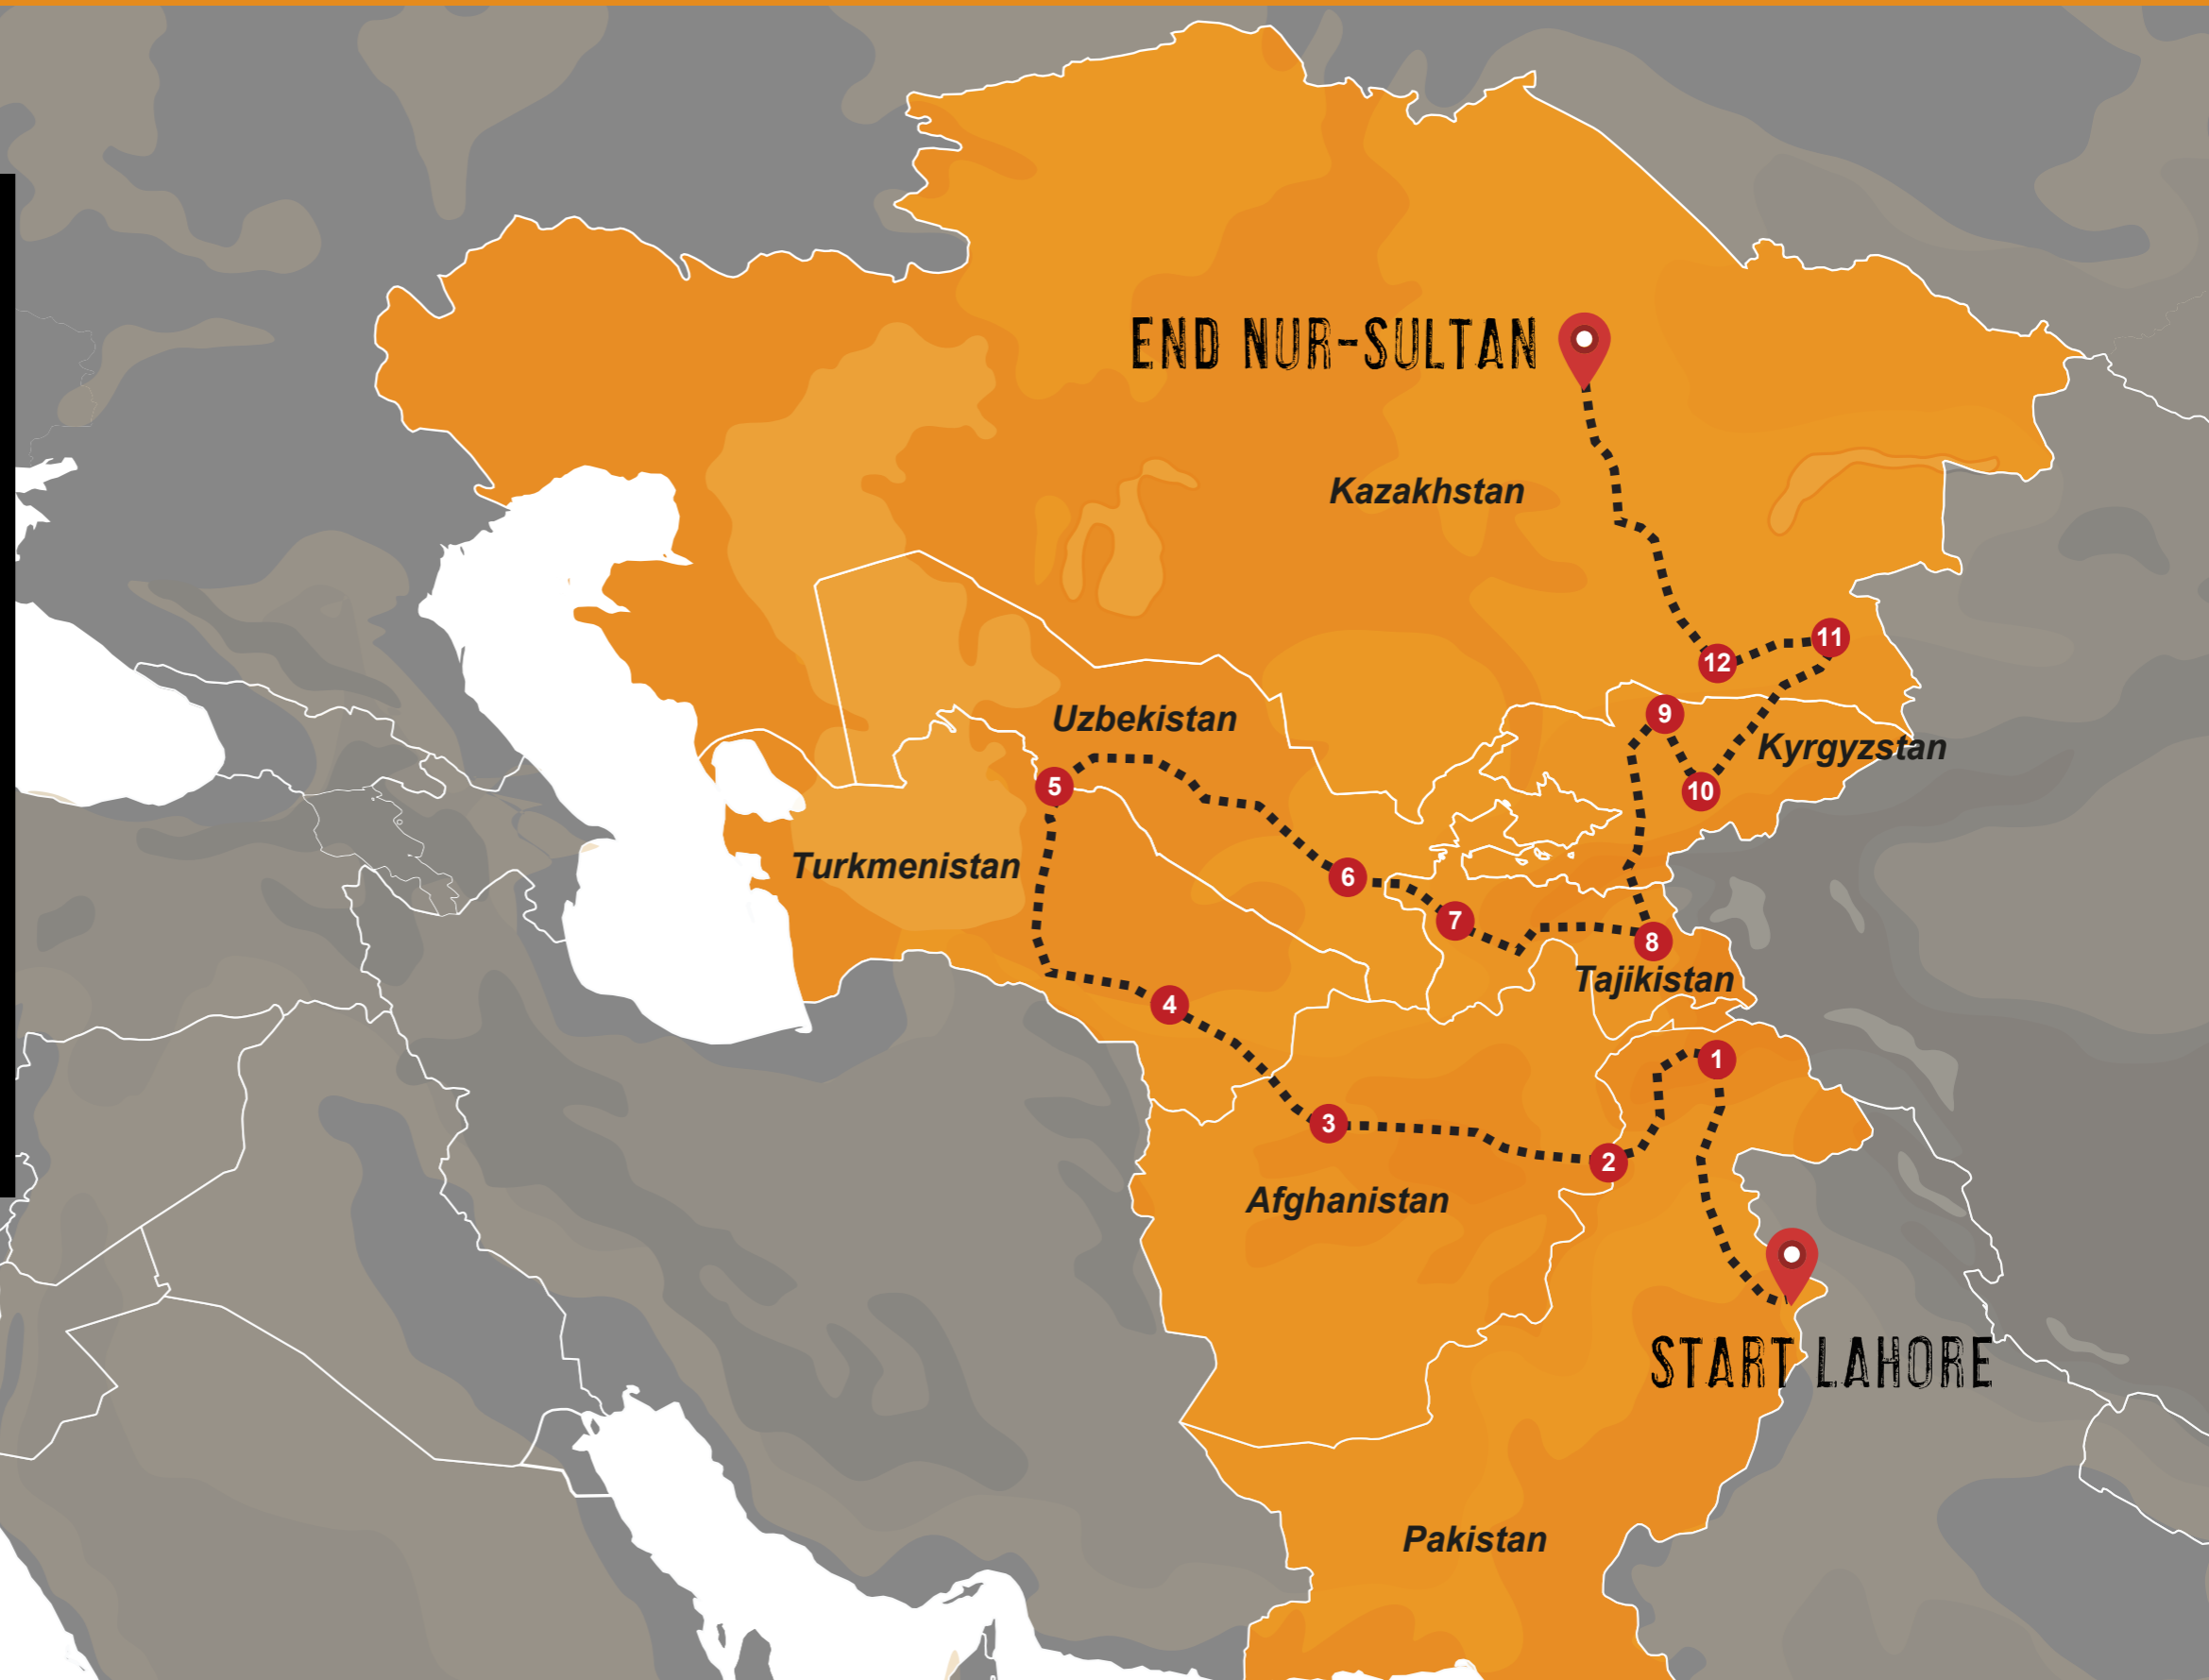 END NUR-SULTAN
Kazakhstan
11
12
9
Uzbekistan
Kyrgyzstan
5
10
Turkmenistan
6
7
8
Tajikistan
4
1
3
2
Afghanistan
START LAHORE
Pakistan